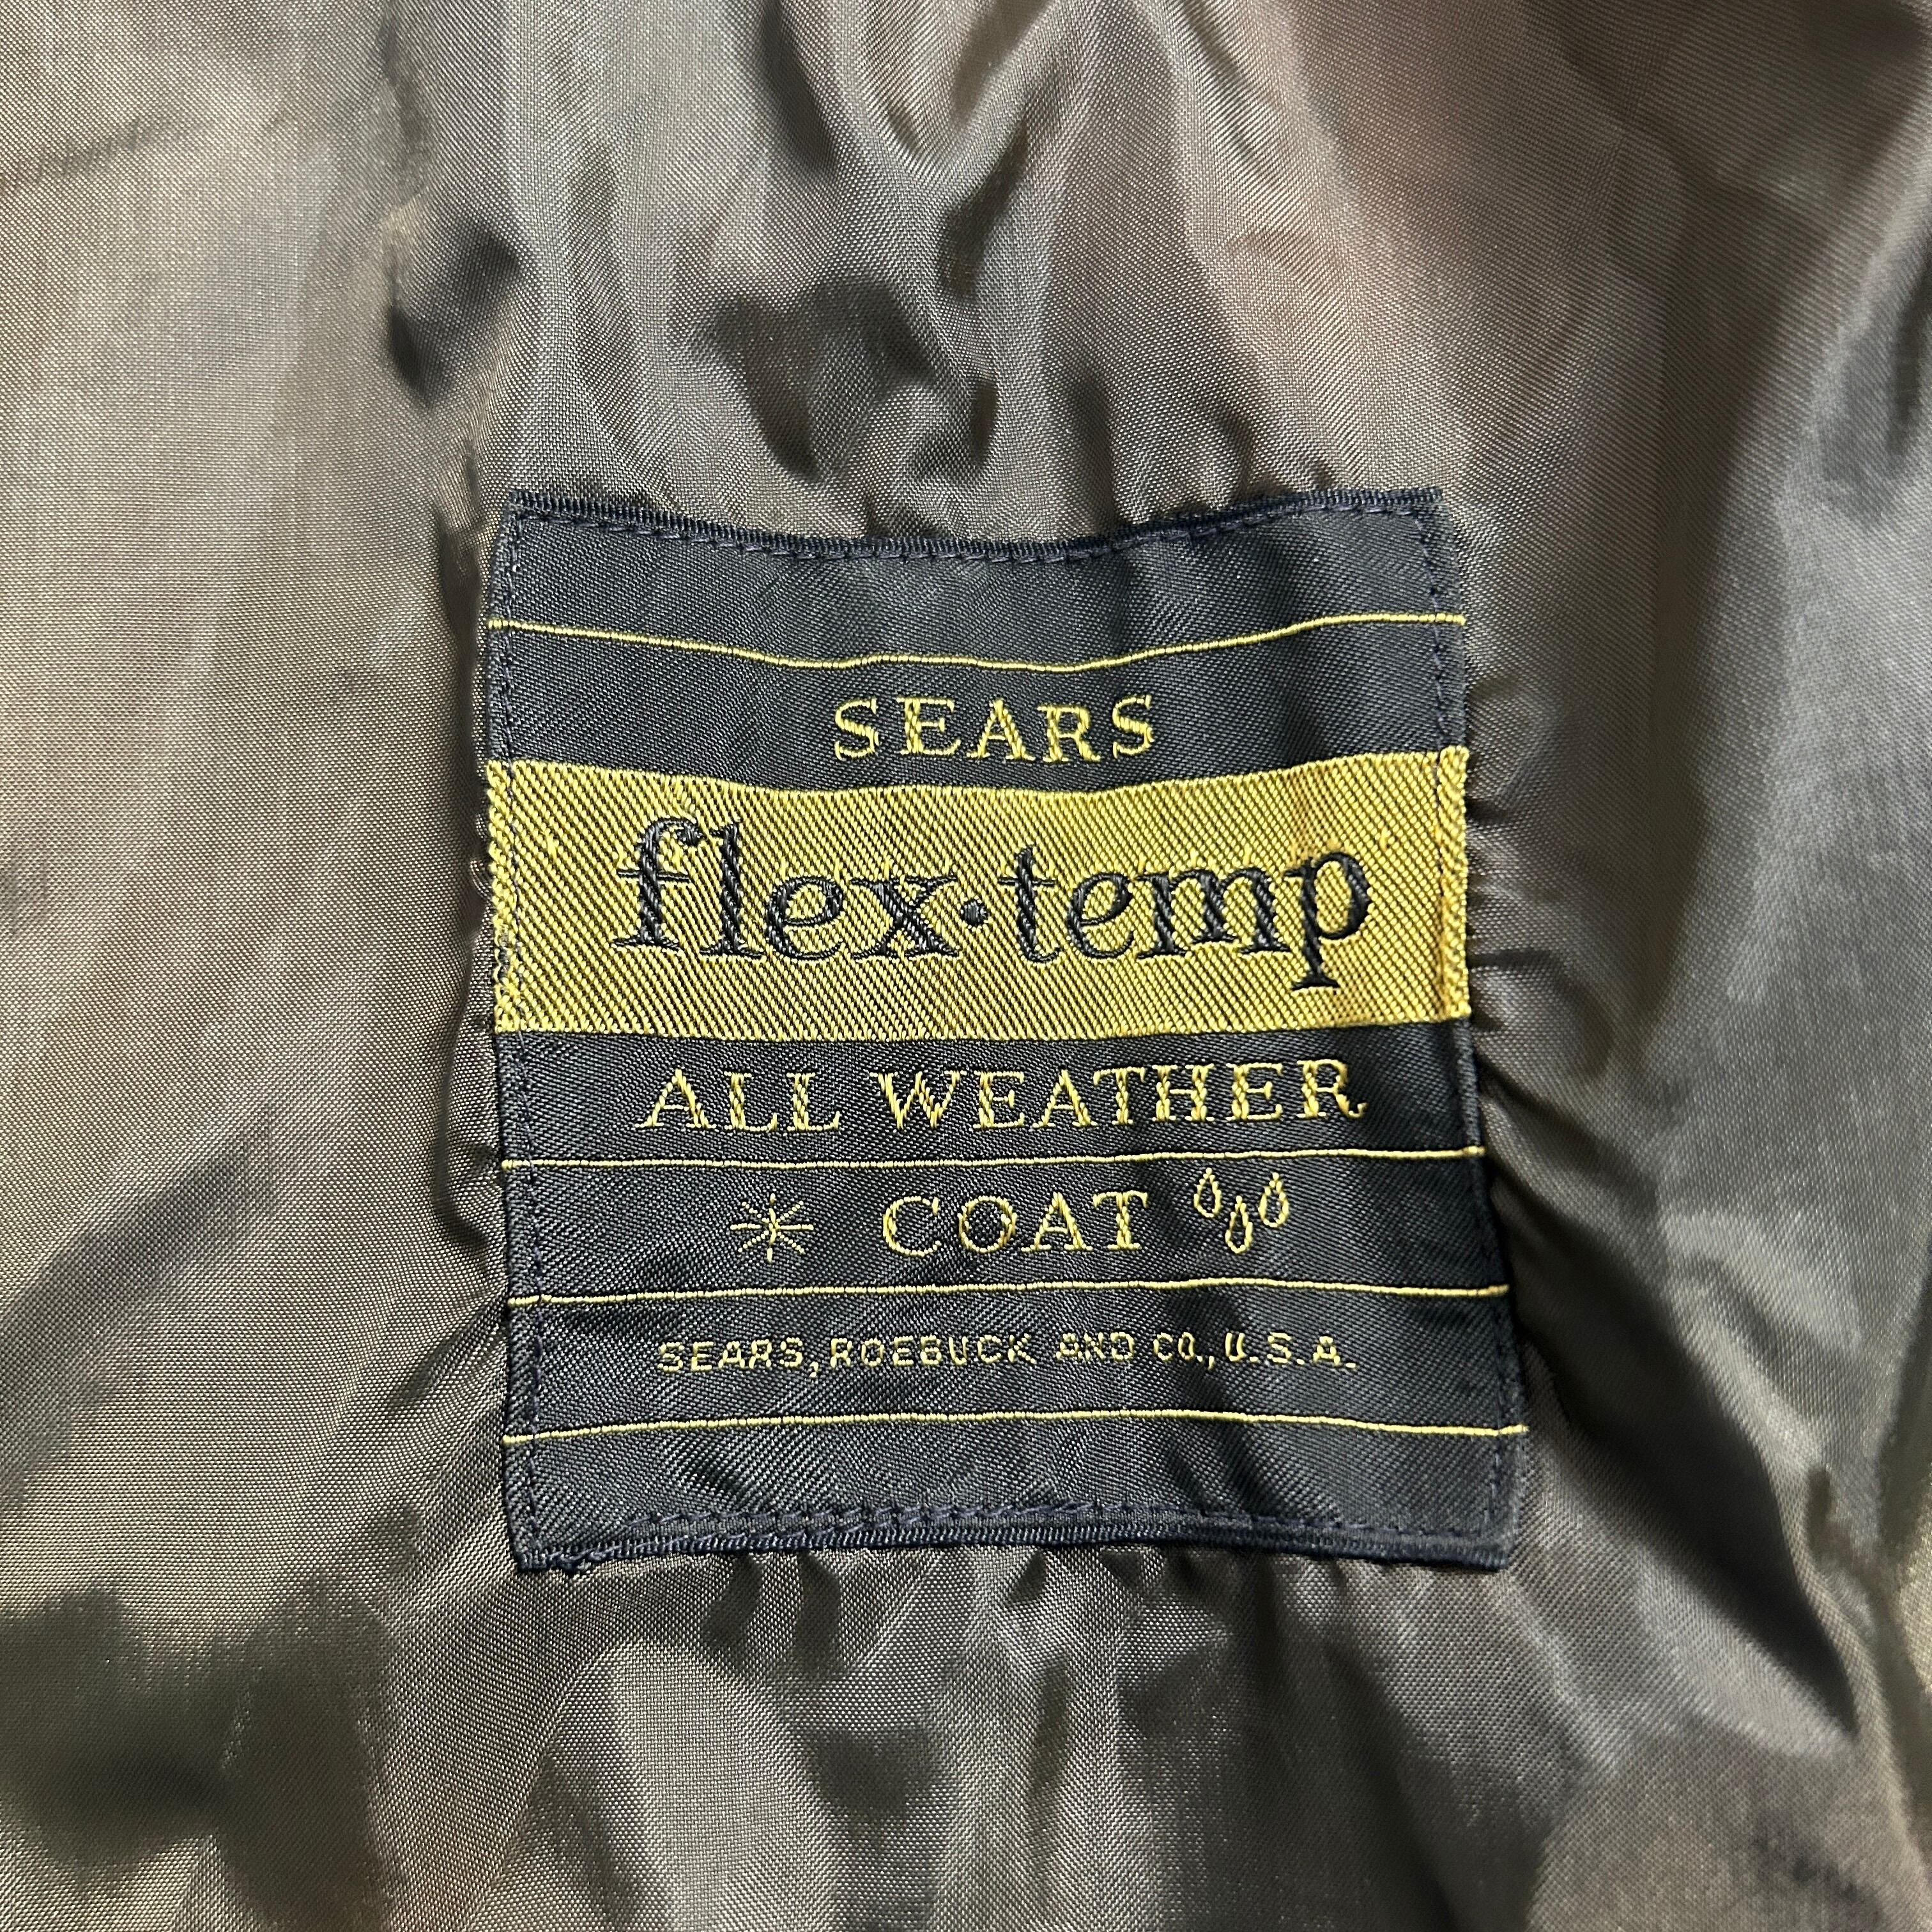 SEARS
flex·temp
ALL WEATHER
COAT
SEARS, ROEBUCK AND CO., U.S.A.